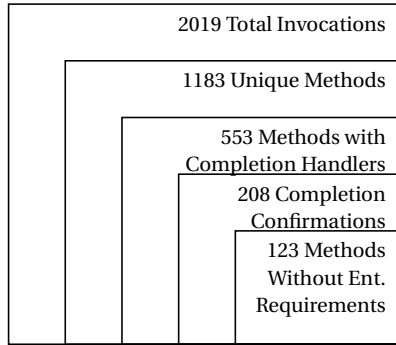 2019 Total Invocations
1183 Unique Methods
553 Methods with
Completion Handlers
208 Completion
Confirmations
123 Methods
Without Ent.
Requirements